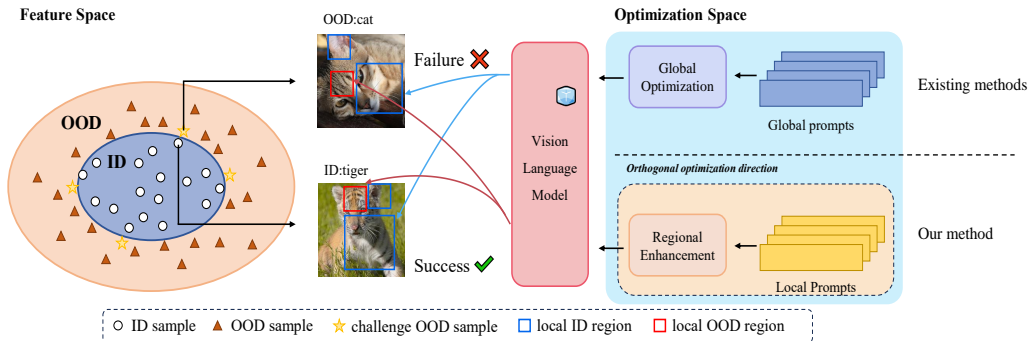 Feature Space
OOD:cat
Optimization Space
Failure
Global
Optimization
Existing methods
OOD
Global prompts
ID
Vision
Language
Model
ID:tiger
Orthogonal optimization direction
Regional
Enhancement
Our method
Success
Local Prompts
ID sample
OOD sample
challenge OOD sample
local ID region
local OOD region